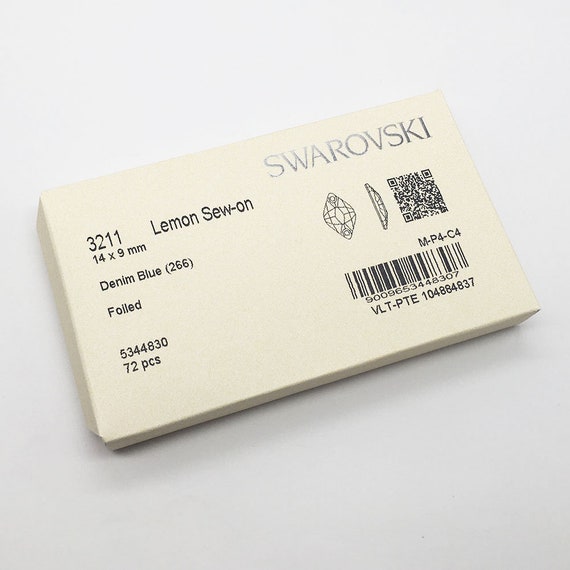 SWAROVSKI
3211 Lemon Sew-on
14 x 9 mm
Denim Blue (266)
Foiled
5344830
72 pcs
M-P4-C4
9009653448307
VLT-PTE 104884837